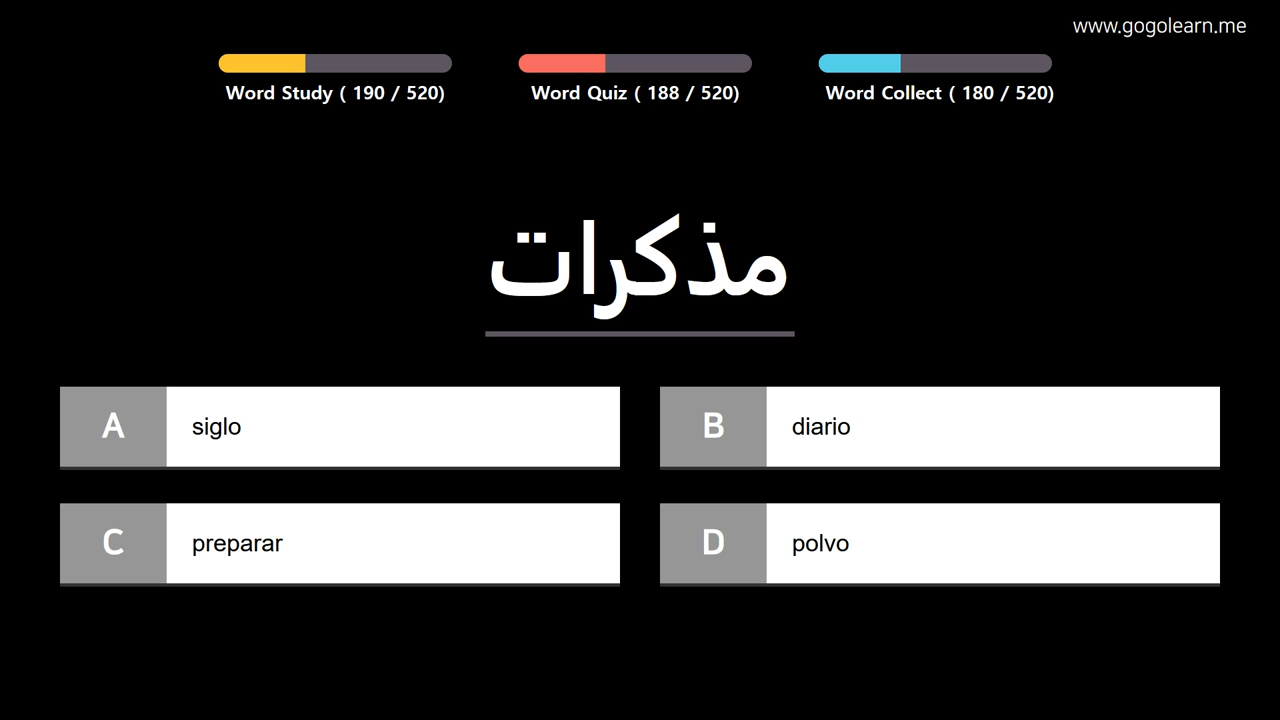 www.gogolearn.me
Word Study ( 190 / 520)
Word Quiz ( 188 / 520)
Word Collect ( 180 / 520)
مذكرات
A siglo
B diario
C preparar
D polvo